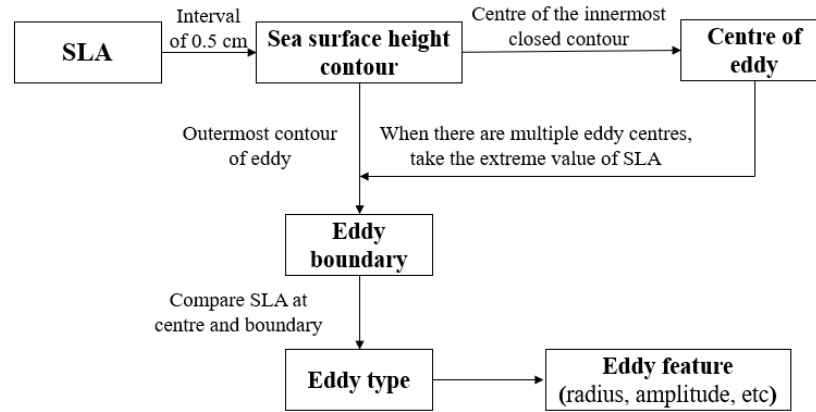 SLA
Interval
of 0.5 cm
Sea surface height
contour
Centre of the innermost
closed contour
Centre of
eddy
Outermost contour
of eddy
When there are multiple eddy centres,
take the extreme value of SLA
Eddy
boundary
Compare SLA at
centre and boundary
Eddy type
Eddy feature
(radius, amplitude, etc)